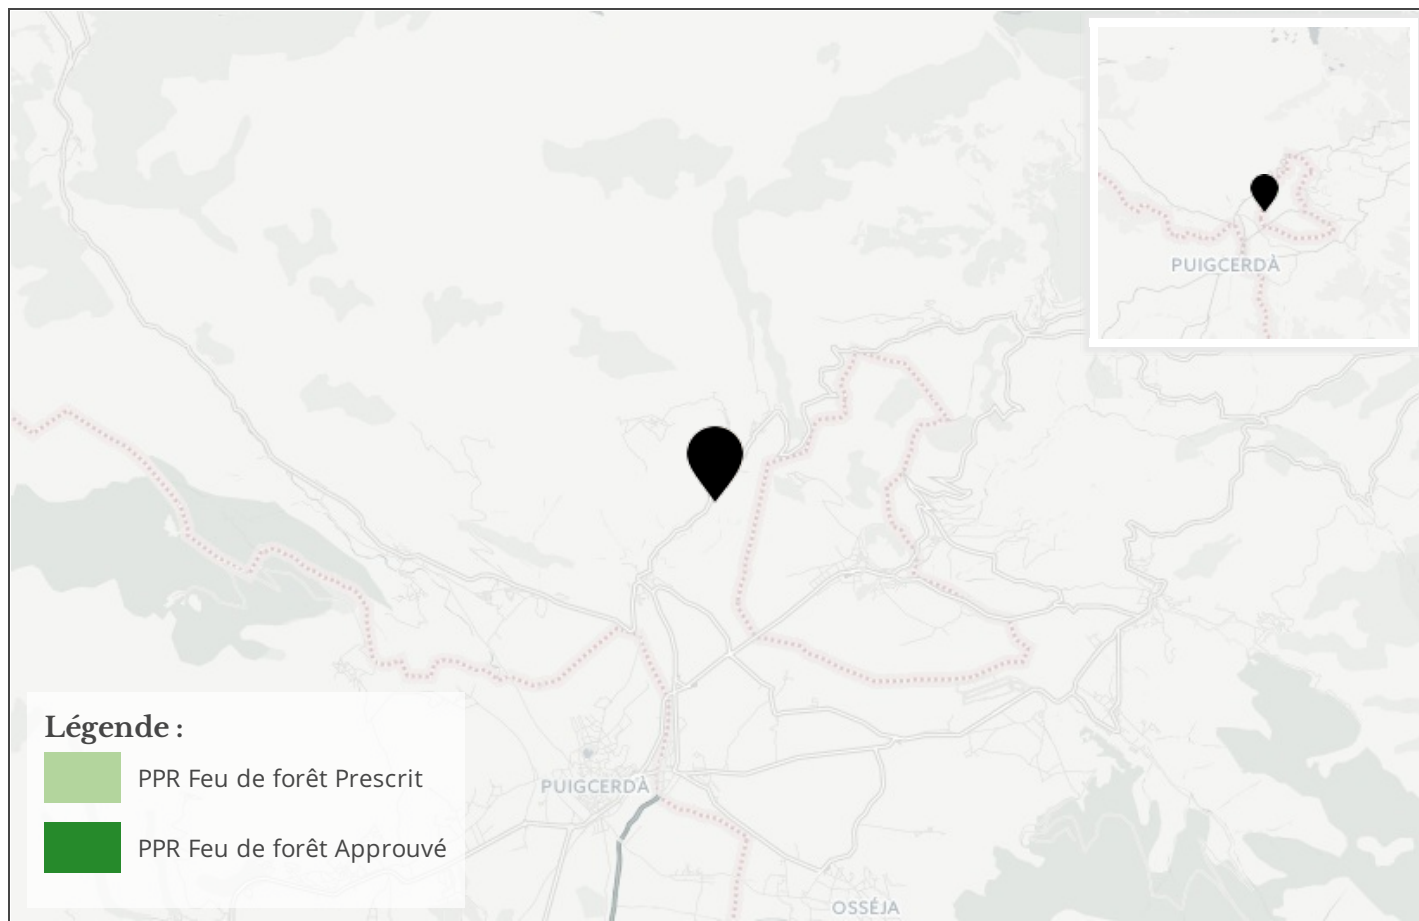 PUIGCERDÀ
Légende :
PPR Feu de forêt Prescrit
PPR Feu de forêt Approuvé
PUIGCERDÀ
OSSÉJA